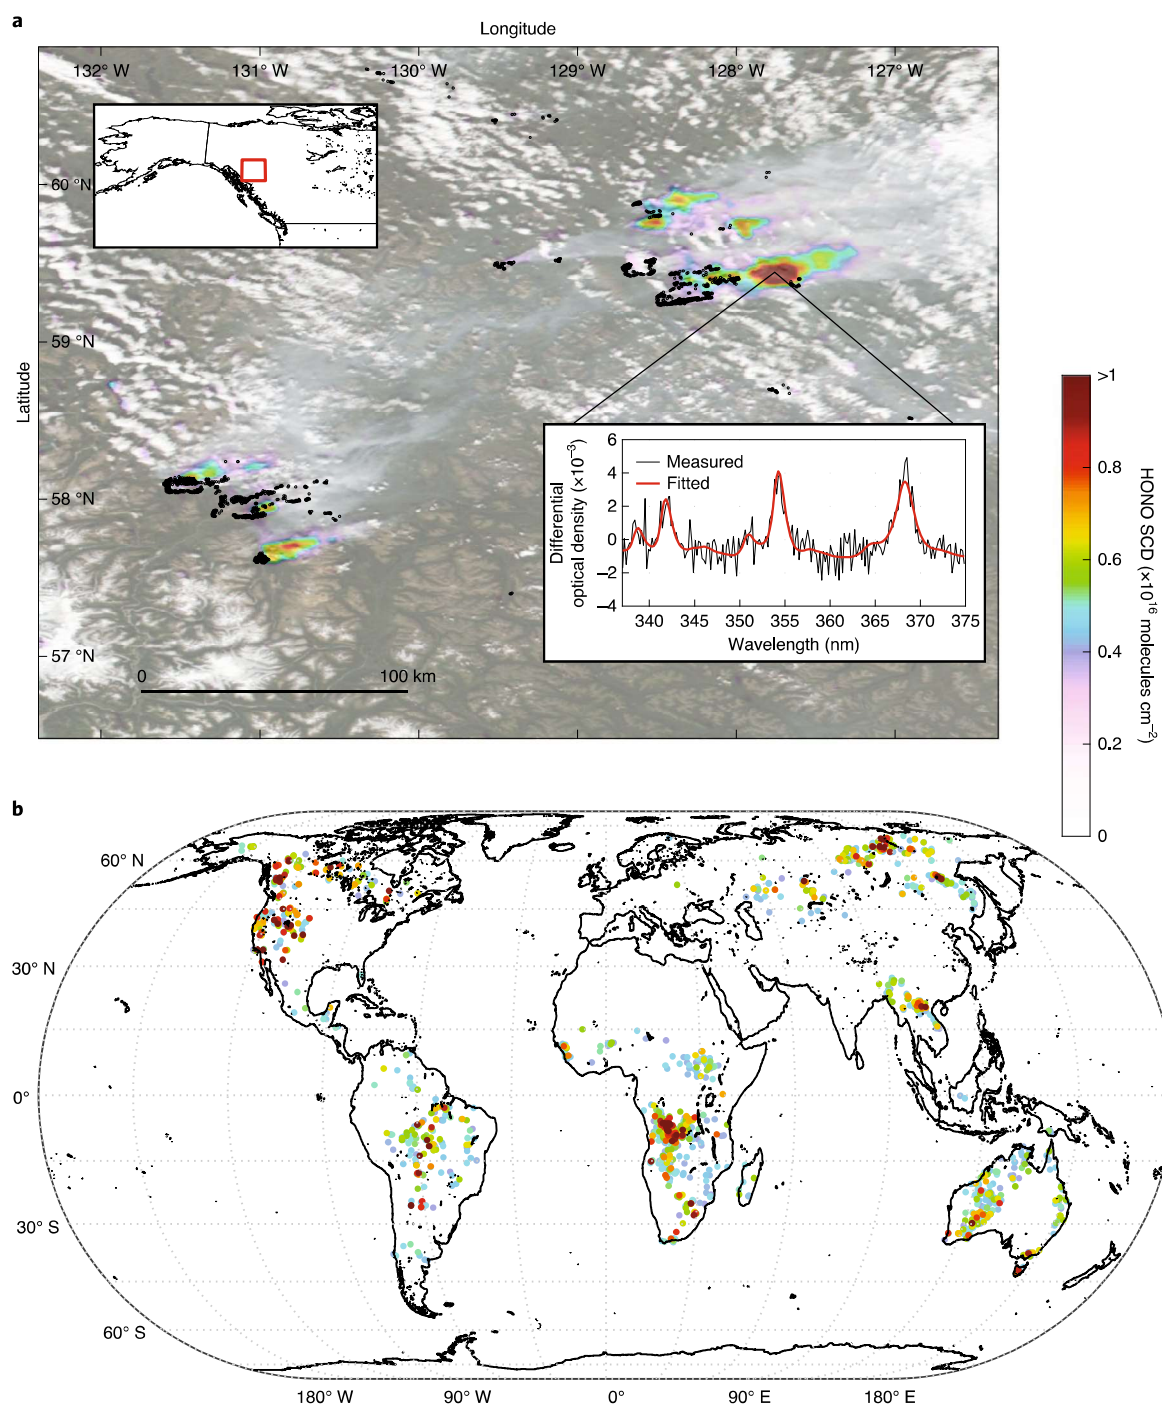 a
Longitude
132° W
131° W
130° W
129° W
128° W
127° W
60° N
59° N
58° N
57° N
Latitude
0
100 km
6
4
2
0
–2
–4
Differential
optical density (×10⁻³)
Measured
Fitted
340
345
350
355
360
365
370
375
Wavelength (nm)
>1
0.8
0.6
0.4
0.2
0
HONO SCD (×10¹⁶ molecules cm⁻²)
b
60° N
30° N
0°
30° S
60° S
180° W
90° W
0°
90° E
180° E